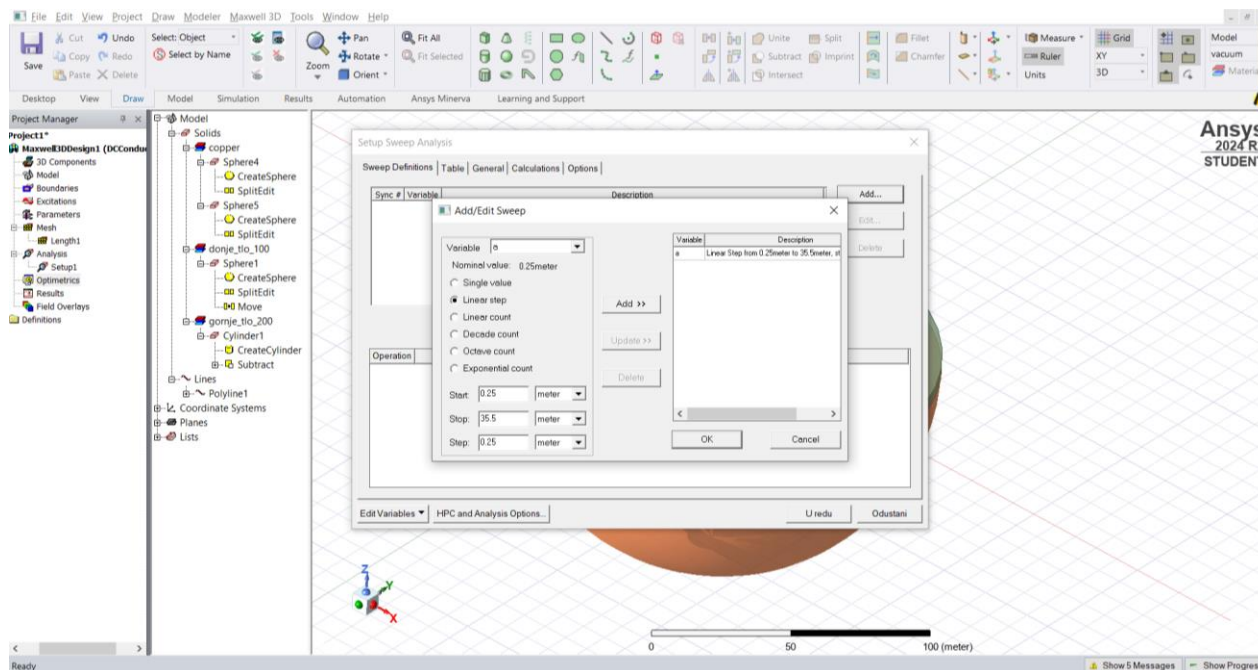 File Edit View Project Draw Modeler Maxwell 3D Tools Window Help
Save
Cut
Copy
Paste
Undo
Redo
Delete
Select: Object
Select by Name
Zoom
Pan
Rotate
Orient
Fit All
Fit Selected
Unite
Subtract
Intersect
Split
Imprint
Fillet
Chamfer
Measure
Ruler
Units
Grid
XY
3D
Model
vacuum
Desktop View Draw Model Simulation Results Automation Ansys Minerva Learning and Support
Project Manager
Project1*
Maxwell3DDesign1 (DCCondu
3D Components
Model
Boundaries
Excitations
Parameters
Mesh
Length1
Analysis
Setup1
Optimetrics
Results
Field Overlays
Definitions
Model
Solids
copper
Sphere4
CreateSphere
SplitEdit
Sphere5
CreateSphere
SplitEdit
donje_tlo_100
Sphere1
CreateSphere
SplitEdit
Move
gornje_tlo_200
Cylinder1
CreateCylinder
Subtract
Lines
Polyline1
Coordinate Systems
Planes
Lists
Ansys
2024 R
STUDENT
Setup Sweep Analysis
Sweep Definitions Table General Calculations Options
Sync # Variable Description
Add...
Edit...
Delete
Operation
Add/Edit Sweep
Variable a
Nominal value: 0.25meter
Single value
Linear step
Linear count
Decade count
Octave count
Exponential count
Start: 0.25 meter
Stop: 35.5 meter
Step: 0.25 meter
Add >>
Update >>
Delete
Variable Description
a Linear Step from 0.25meter to 35.5meter, st
OK Cancel
Edit Variables HPC and Analysis Options... U redu Odustani
Z
Y
X
0 50 100 (meter)
Ready
Show 5 Messages Show Progres